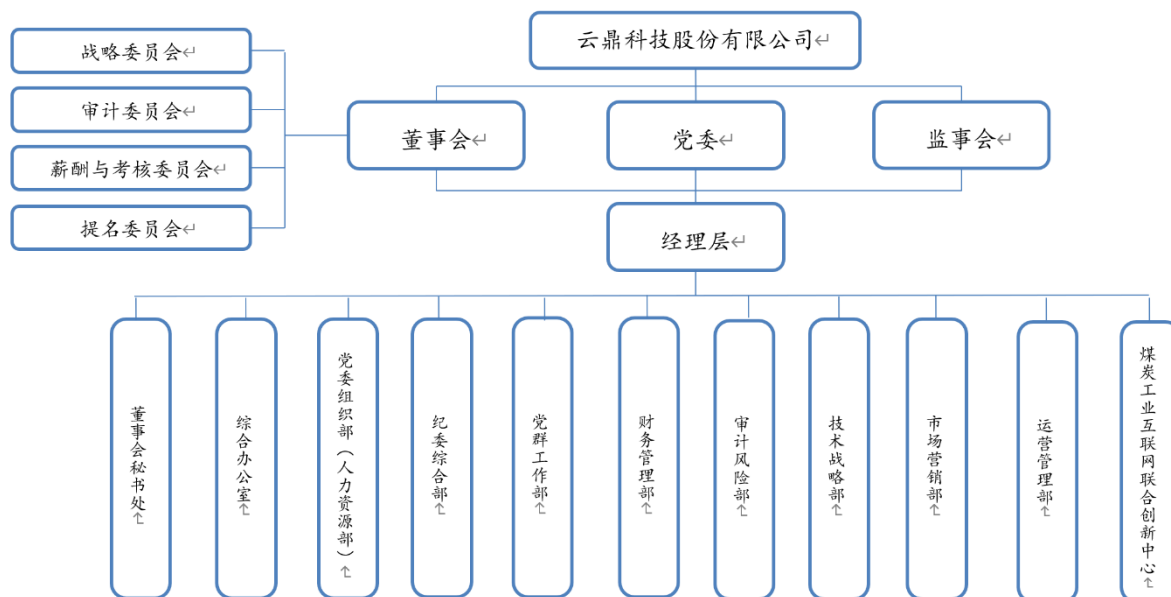 云鼎科技股份有限公司
战略委员会
审计委员会
薪酬与考核委员会
提名委员会
董事会
党委
监事会
经理层
董事会秘书处
综合办公室
党委组织部（人力资源部）
纪委综合部
党群工作部
财务管理部
审计风险部
技术战略部
市场营销部
运营管理部
煤炭工业互联网联合创新中心